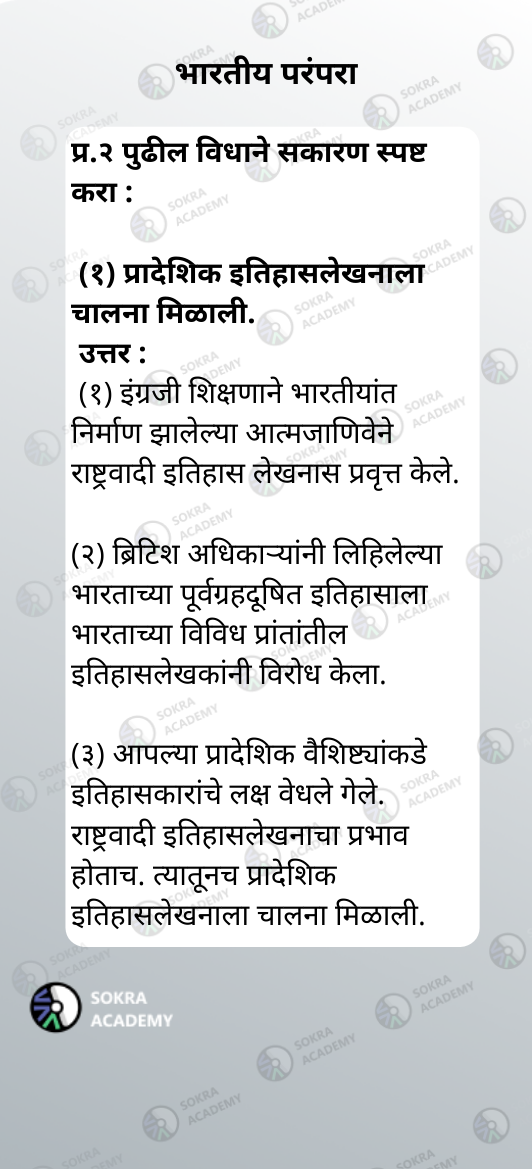 भारतीय परंपरा
प्र.२ पुढील विधाने सकारण स्पष्ट
करा :
(१) प्रादेशिक इतिहासलेखनाला
चालना मिळाली.
उत्तर :
(१) इंग्रजी शिक्षणाने भारतीयांत
निर्माण झालेल्या आत्मजाणिवेने
राष्ट्रवादी इतिहास लेखनास प्रवृत्त केले.
(२) ब्रिटिश अधिकाऱ्यांनी लिहिलेल्या
भारताच्या पूर्वग्रहदूषित इतिहासाला
भारताच्या विविध प्रांतांतील
इतिहासलेखकांनी विरोध केला.
(३) आपल्या प्रादेशिक वैशिष्ट्यांकडे
इतिहासकारांचे लक्ष वेधले गेले.
राष्ट्रवादी इतिहासलेखनाचा प्रभाव
होताच. त्यातूनच प्रादेशिक
इतिहासलेखनाला चालना मिळाली.
SOKRA
ACADEMY